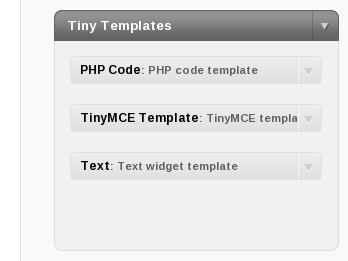 Tiny Templates
PHP Code: PHP code template
TinyMCE Template: TinyMCE templa
Text: Text widget template